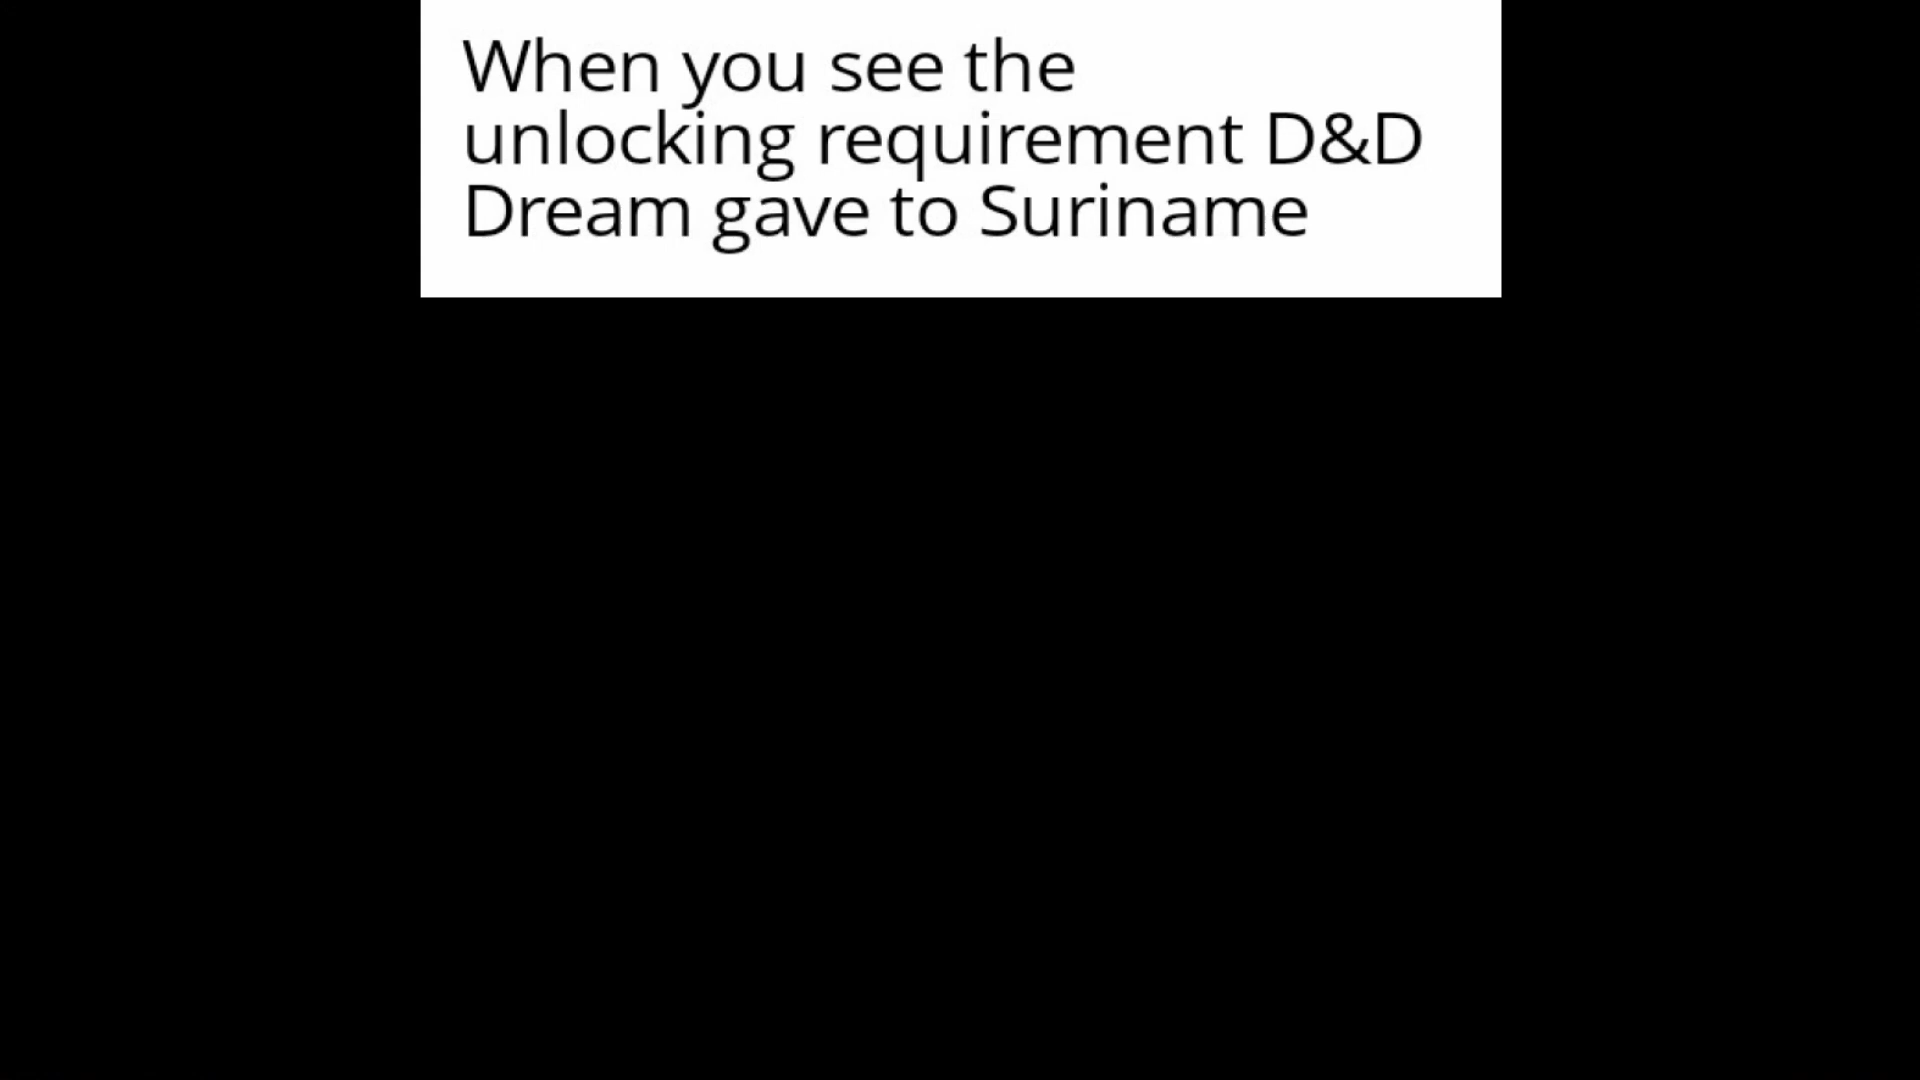 When you see the
unlocking requirement D&D
Dream gave to Suriname